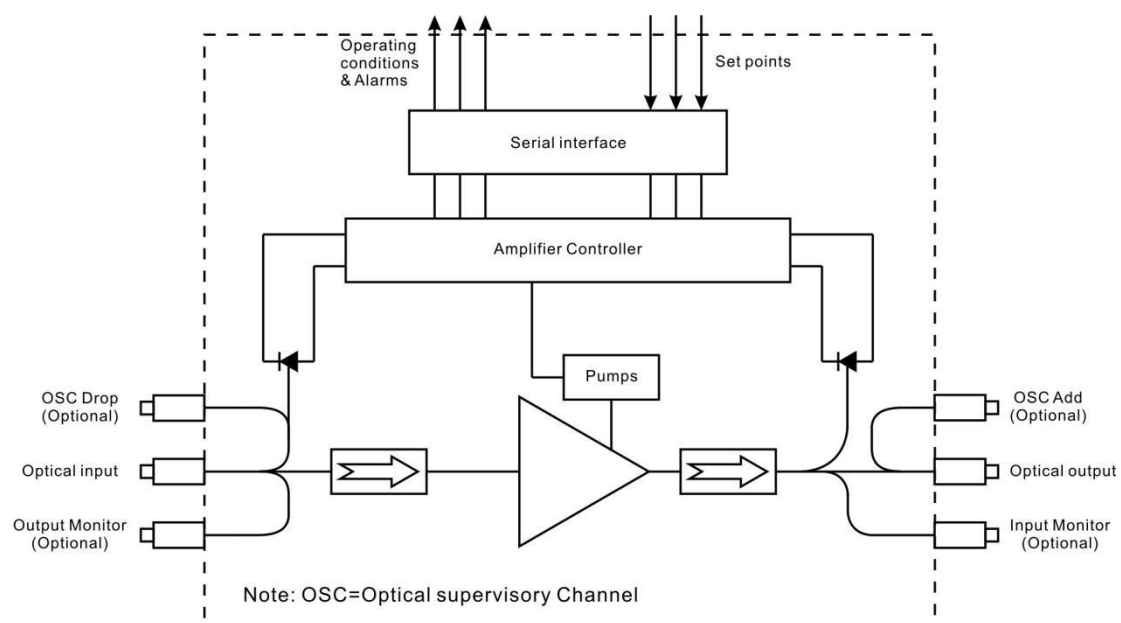 Operating
conditions
& Alarms
Set points
Serial interface
Amplifier Controller
Pumps
OSC Drop
(Optional)
OSC Add
(Optional)
Optical input
Optical output
Output Monitor
(Optional)
Input Monitor
(Optional)
Note: OSC=Optical supervisory Channel